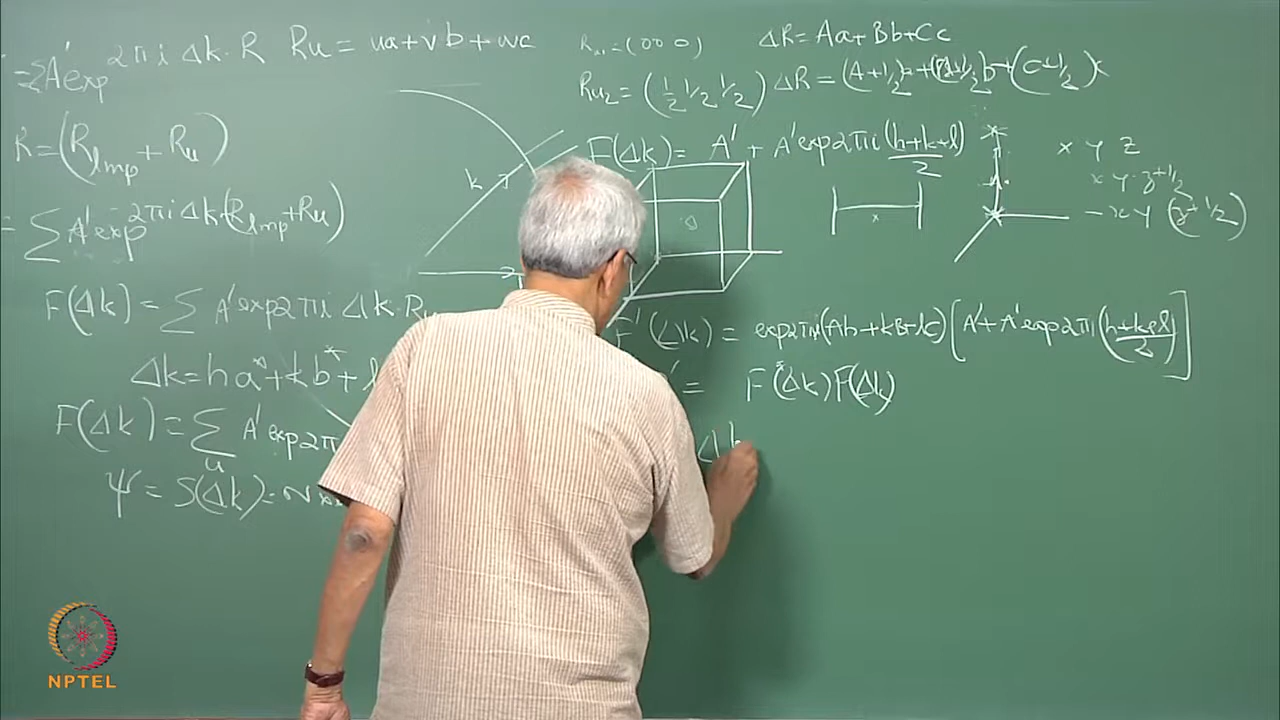 = ΣA' exp 2πi Δk·R
R = (R_lmp + R_u)
= Σ A' exp 2πi Δk·(R_lmp + R_u)
F(Δk) = Σ A' exp 2πi Δk·R_u
Δk = ha* + kb* + l
F(Δk) = Σ_u A' exp 2πi
ψ = S(Δk) = N
R_u = ua + vb + wc
k
= (0 0 0)
R_u2 = (1/2 1/2 1/2)
ΔR = Aa + Bb + Cc
ΔR = (A+1/2)a + (B+1/2)b + (C+1/2)c
F(Δk) = A' + A' exp 2πi (h+k+l)/2
x y z
x y z+1/2
-x y (z+1/2)
F'(Δk) = exp 2πi(Ah + kB + lC) [A' + A' exp 2πi (h+k+l)/2]
= F*(Δk) F(Δk)
Δk
NPTEL